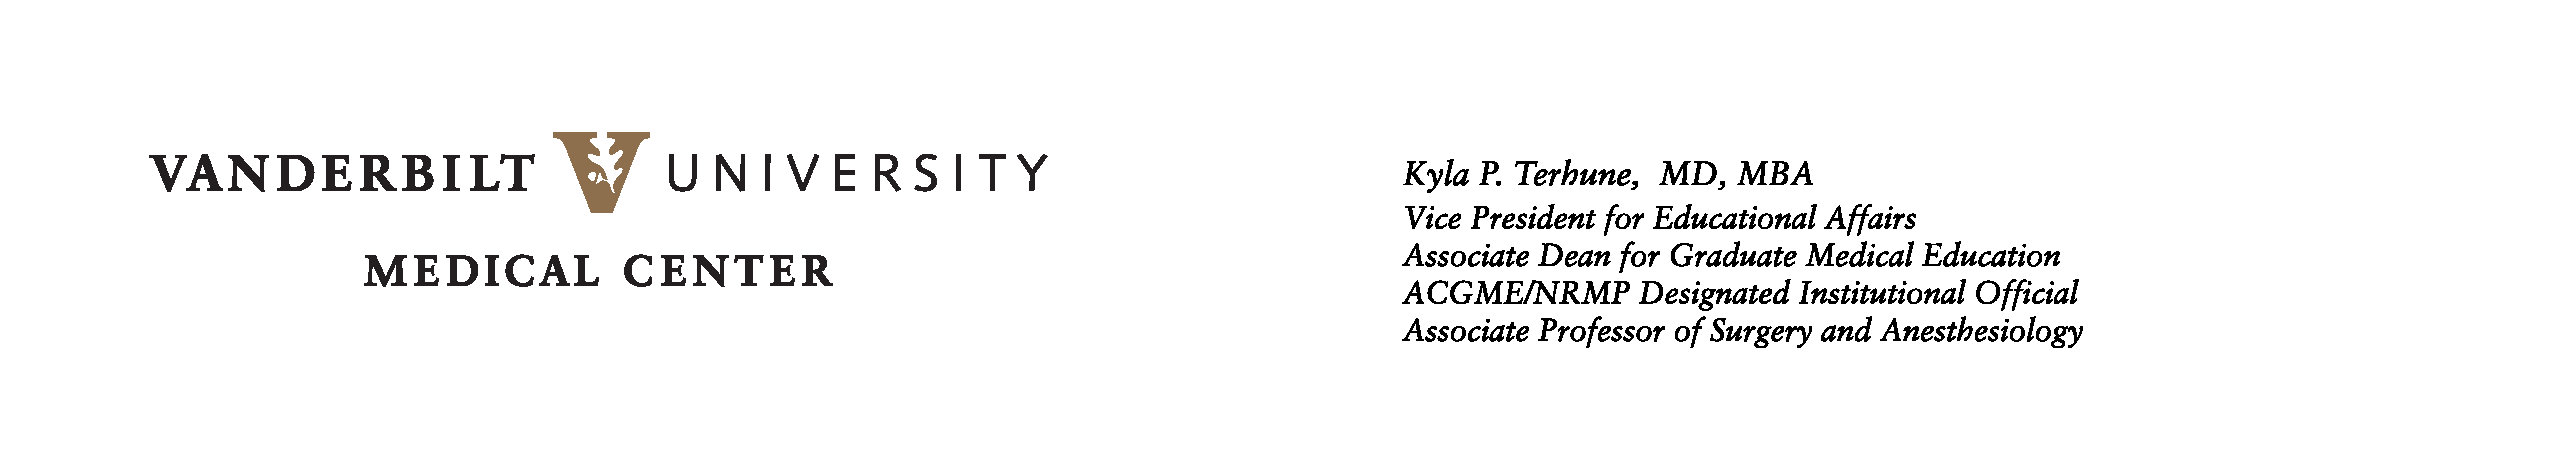 VANDERBILT V UNIVERSITY
MEDICAL CENTER
Kyla P. Terhune,  MD, MBA
Vice President for Educational Affairs
Associate Dean for Graduate Medical Education
ACGME/NRMP Designated Institutional Official
Associate Professor of Surgery and Anesthesiology